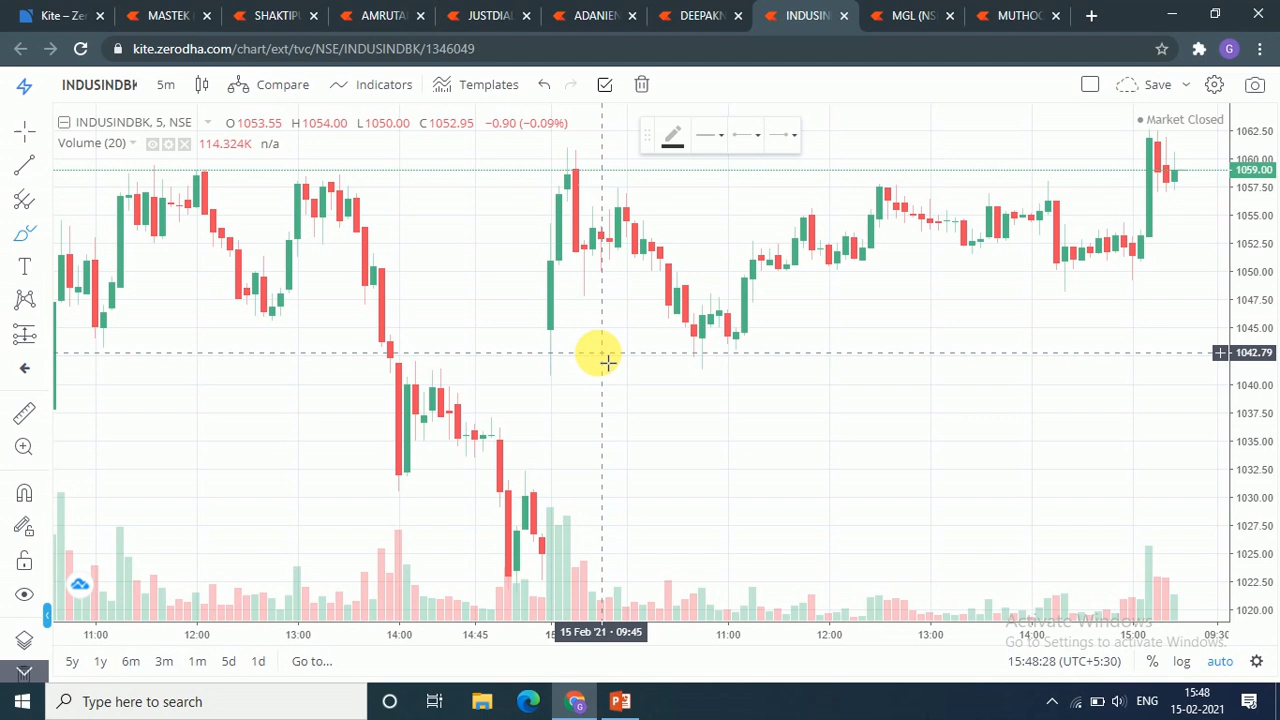 Kite – Zer
MASTEK
SHAKTIPU
AMRUTA
JUSTDIAL
ADANIEN
DEEPAKN
INDUSIN
MGL (NS
MUTHOO
kite.zerodha.com/chart/ext/tvc/NSE/INDUSINDBK/1346049
G
INDUSINDBK
5m
Compare
Indicators
Templates
Save
INDUSINDBK, 5, NSE
O1053.55 H1054.00 L1050.00 C1052.95 −0.90 (−0.09%)
Market Closed
Volume (20)
114.324K n/a
1062.50
1060.00
1059.00
1057.50
1055.00
1052.50
1050.00
1047.50
1045.00
1042.79
1040.00
1037.50
1035.00
1032.50
1030.00
1027.50
1025.00
1022.50
1020.00
11:00 12:00 13:00 14:00 14:45 15 Feb '21 · 09:45 11:00 12:00 13:00 14:00 15:00 09:30
Activate Windows
Go to Settings to activate Windows.
5y 1y 6m 3m 1m 5d 1d Go to...
15:48:28 (UTC+5:30) % log auto
Type here to search
ENG
15:48
15-02-2021